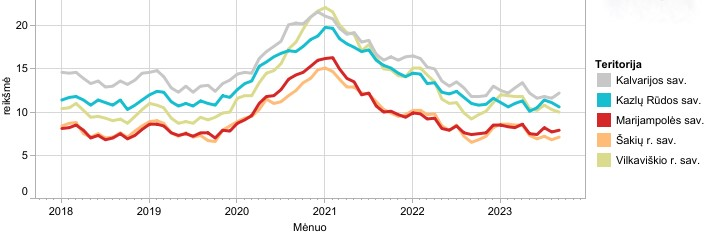 20
15
10
5
0
reikšmė
2018 2019 2020 2021 2022 2023
Mėnuo
Teritorija
Kalvarijos sav.
Kazlų Rūdos sav.
Marijampolės sav.
Šakių r. sav.
Vilkaviškio r. sav.